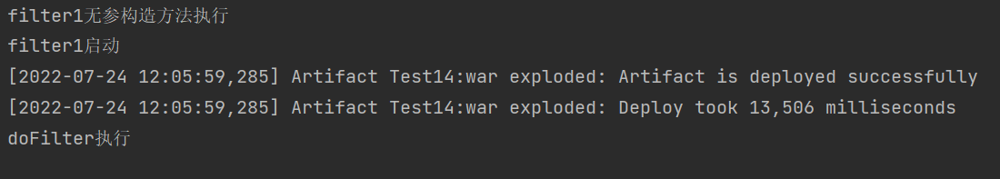 filter1无参构造方法执行
filter1启动
[2022-07-24 12:05:59,285] Artifact Test14:war exploded: Artifact is deployed successfully
[2022-07-24 12:05:59,285] Artifact Test14:war exploded: Deploy took 13,506 milliseconds
doFilter执行